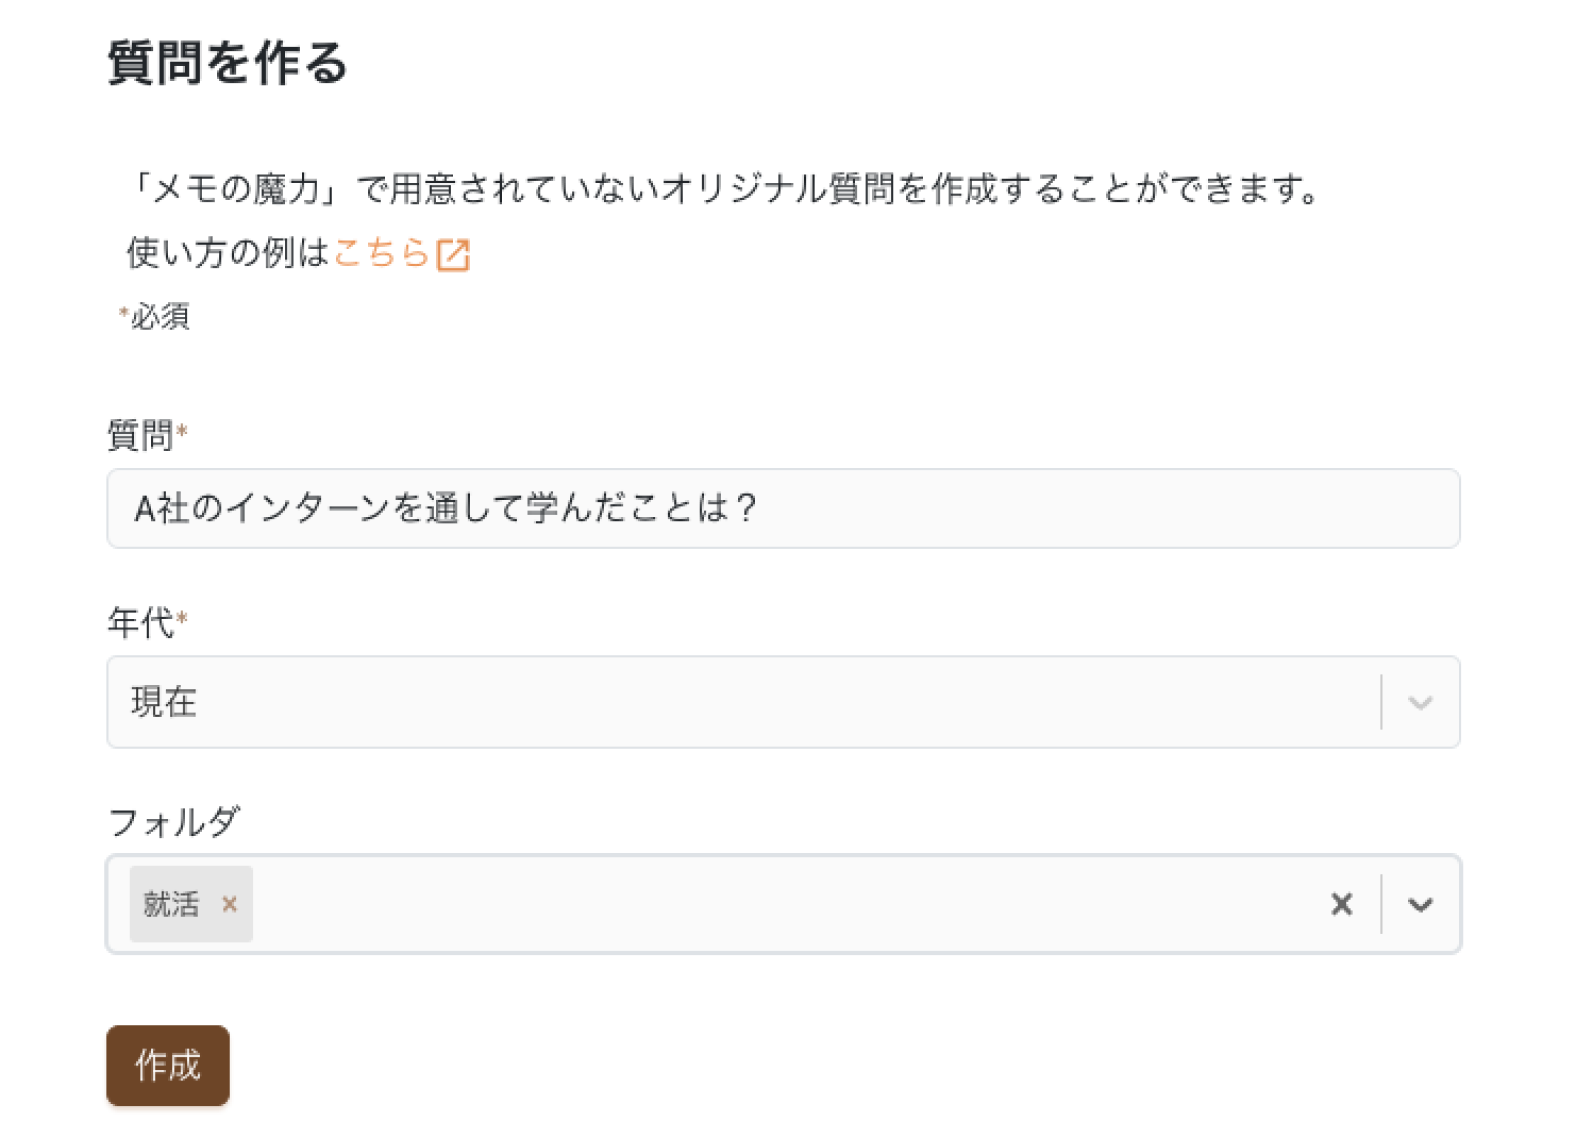 質問を作る
「メモの魔力」で用意されていないオリジナル質問を作成することができます。
使い方の例はこちら
*必須
質問*
A社のインターンを通して学んだことは？
年代*
現在
フォルダ
就活 ×
作成